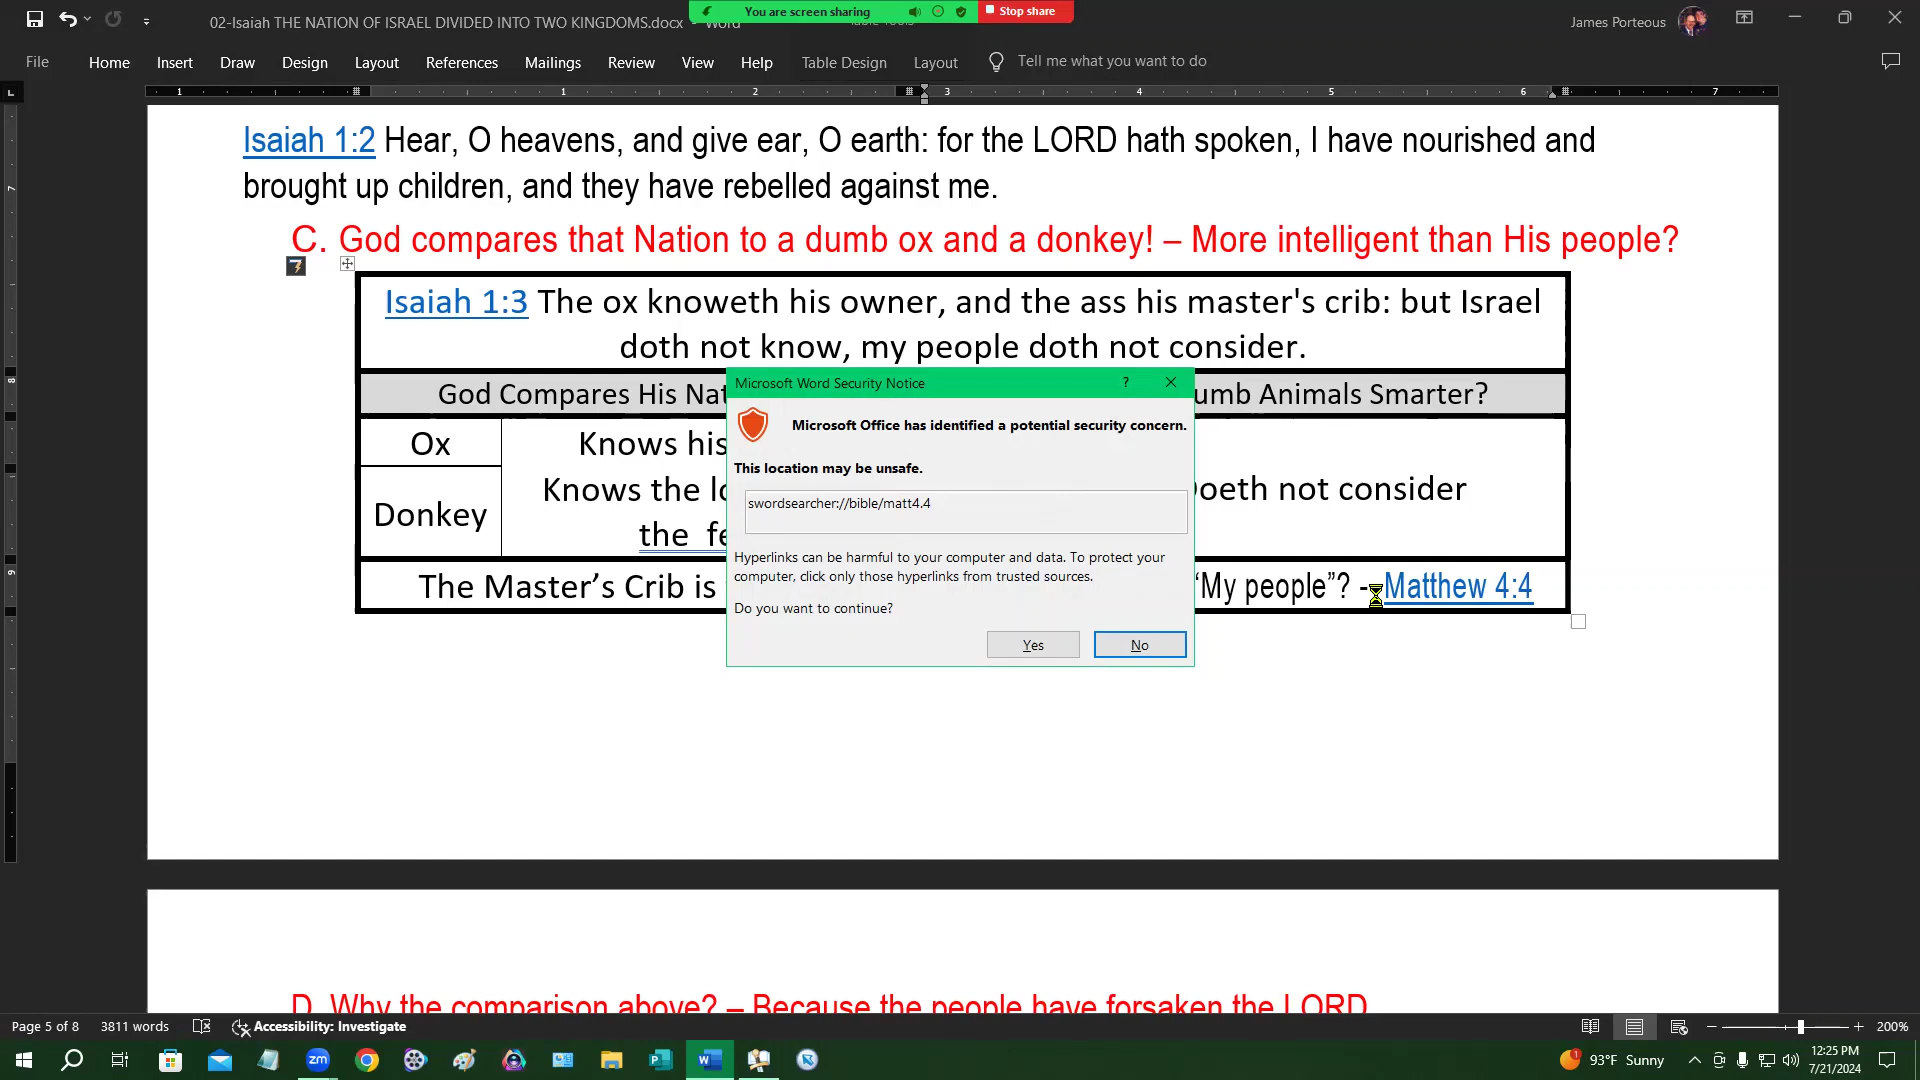 02-Isaiah THE NATION OF ISRAEL DIVIDED INTO TWO KINGDOMS.docx - Word
You are screen sharing
Stop share
James Porteous
File Home Insert Draw Design Layout References Mailings Review View Help Table Design Layout Tell me what you want to do
1 1 2 3 4 5 6 7
Isaiah 1:2 Hear, O heavens, and give ear, O earth: for the LORD hath spoken, I have nourished and
brought up children, and they have rebelled against me.
C. God compares that Nation to a dumb ox and a donkey! – More intelligent than His people?
Isaiah 1:3 The ox knoweth his owner, and the ass his master's crib: but Israel
doth not know, my people doth not consider.
God Compares His Nat
umb Animals Smarter?
Ox
Knows his
Knows the lo
oeth not consider
Donkey
the fe
The Master’s Crib is
“My people”? - Matthew 4:4
Microsoft Word Security Notice
?
Microsoft Office has identified a potential security concern.
This location may be unsafe.
swordsearcher://bible/matt4.4
Hyperlinks can be harmful to your computer and data. To protect your
computer, click only those hyperlinks from trusted sources.
Do you want to continue?
Yes No
D. Why the comparison above? – Because the people have forsaken the LORD
Page 5 of 8 3811 words Accessibility: Investigate 200%
93°F Sunny
12:25 PM
7/21/2024